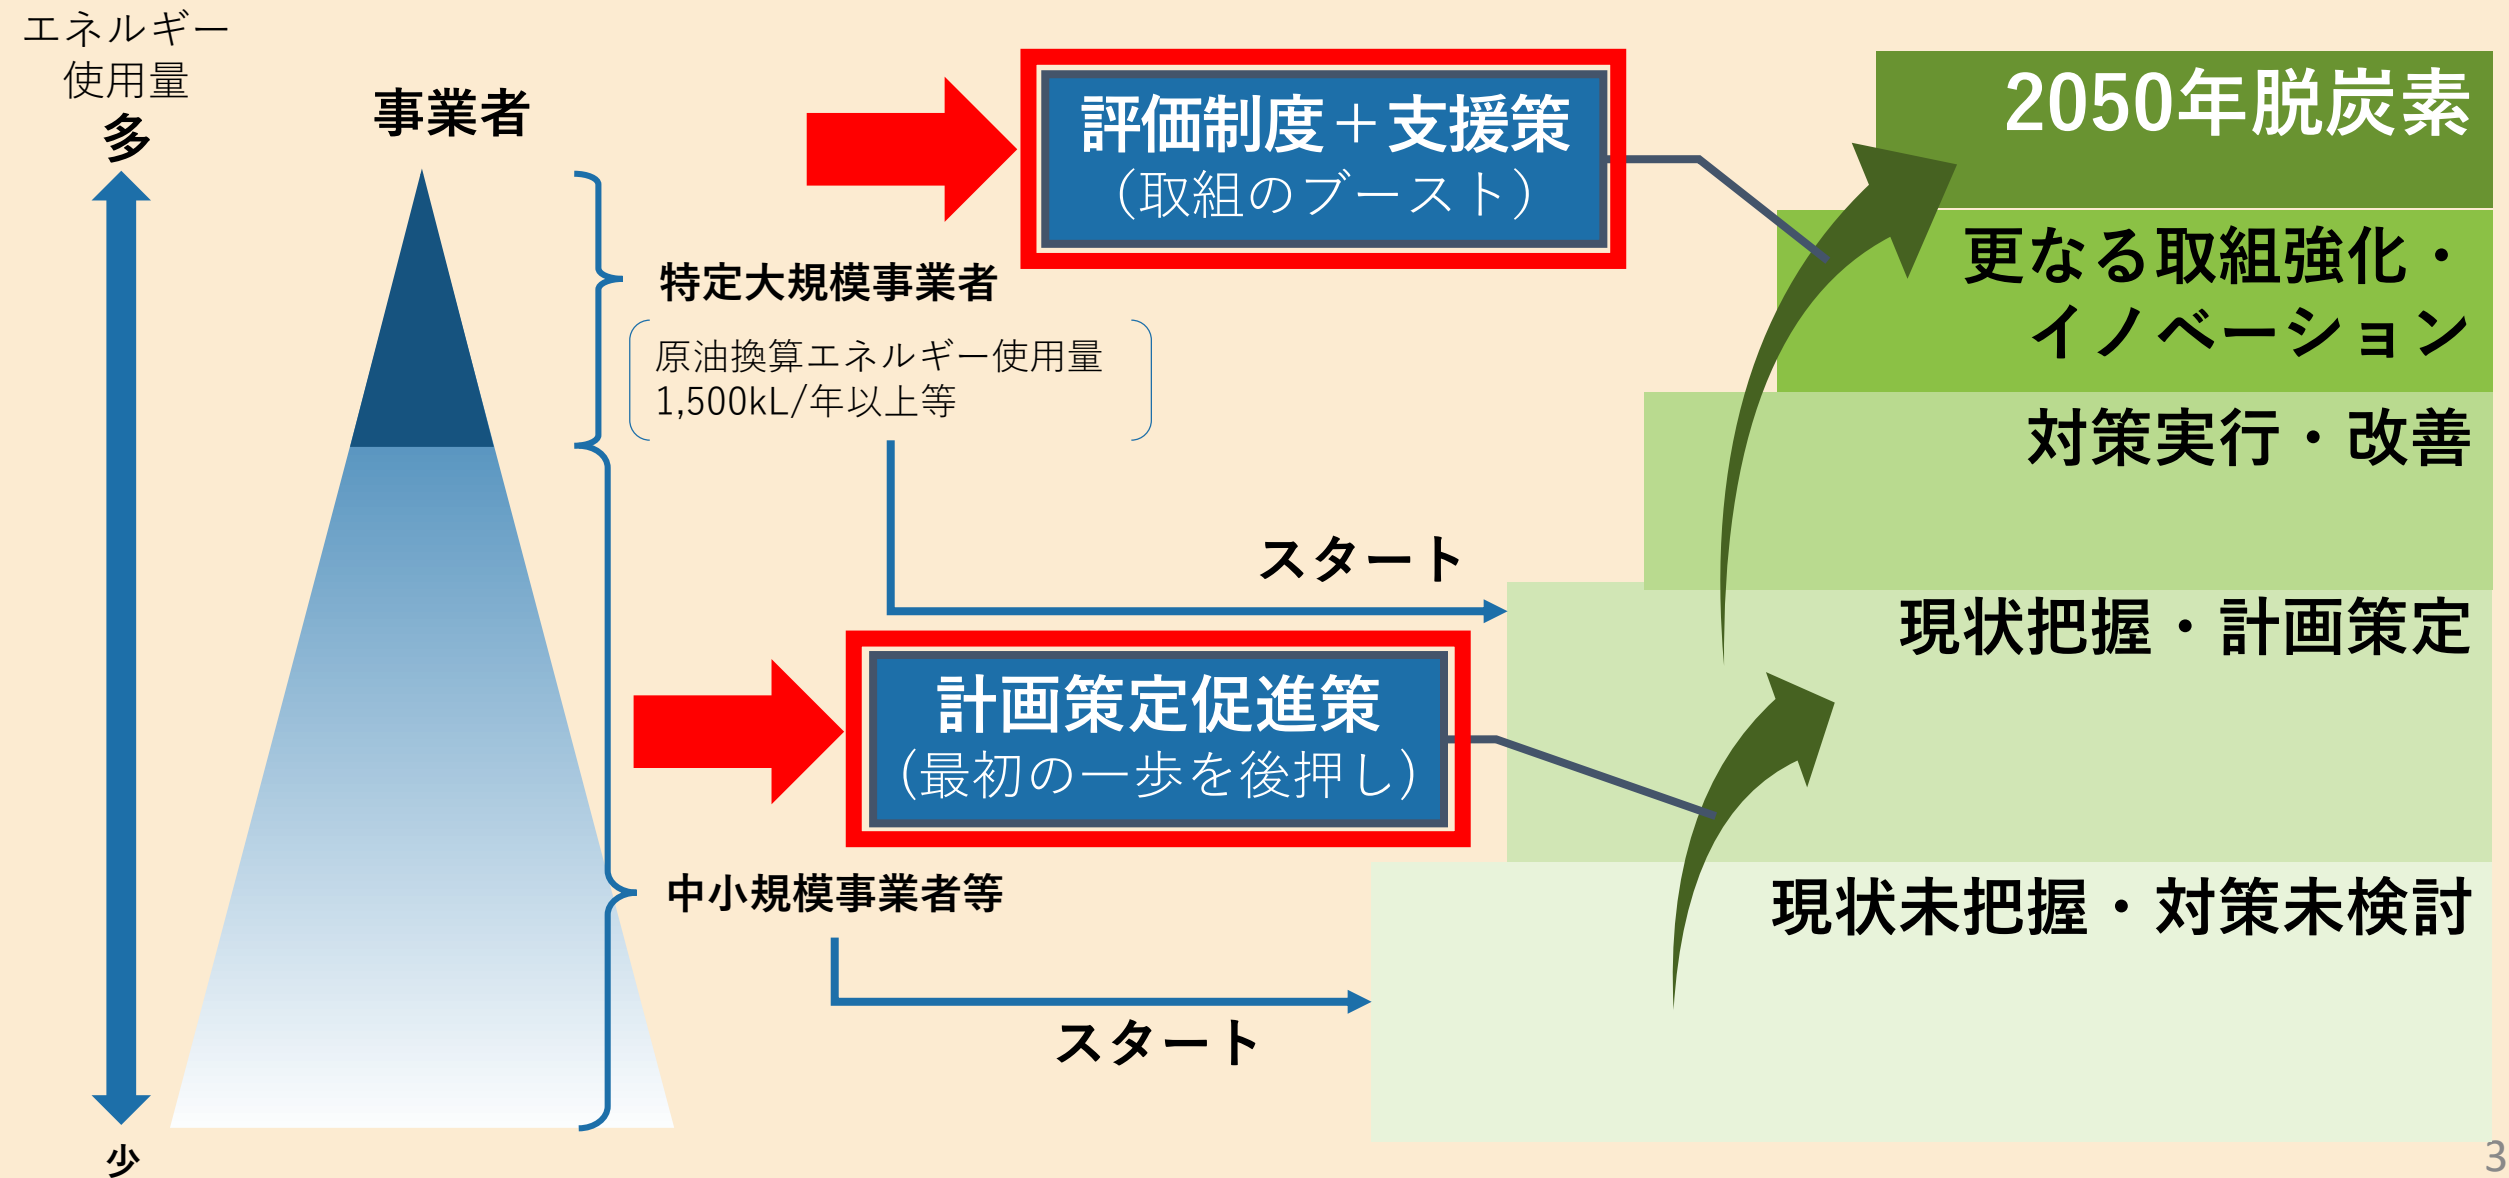 エネルギー
使用量
多
事業者
評価制度+支援策
（取組のブースト）
2050年脱炭素
更なる取組強化・
イノベーション
特定大規模事業者
原油換算エネルギー使用量
1,500kL/年以上等
対策実行・改善
スタート
現状把握・計画策定
計画策定促進策
（最初の一歩を後押し）
中小規模事業者等
現状未把握・対策未検討
スタート
少
3